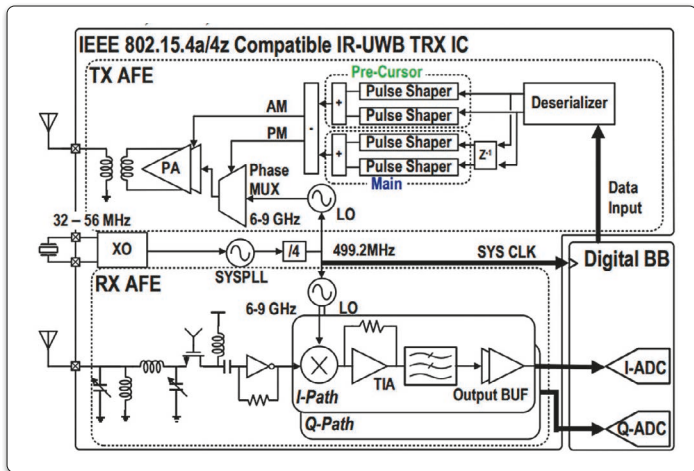 IEEE 802.15.4a/4z Compatible IR-UWB TRX IC
TX AFE
Pre-Cursor
Pulse Shaper
Pulse Shaper
+
Pulse Shaper
Pulse Shaper
+
Main
-
Z-1
Deserializer
AM
PM
PA
Phase
MUX
6-9 GHz
LO
Data
Input
32 – 56 MHz
XO
SYSPLL
/4
499.2MHz
SYS CLK
Digital BB
RX AFE
6-9 GHz
LO
TIA
Output BUF
I-Path
Q-Path
I-ADC
Q-ADC